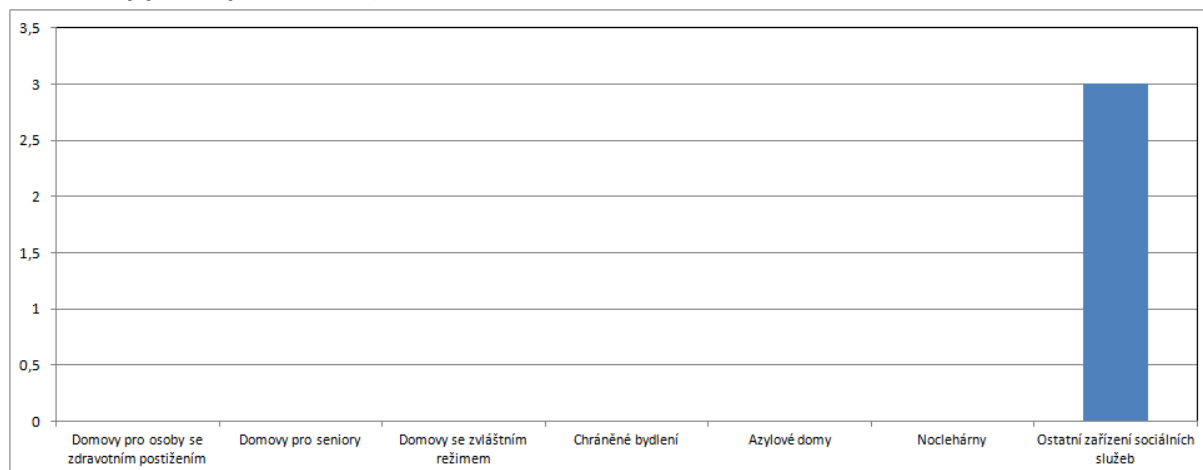 3,5
3
2,5
2
1,5
1
0,5
0
Domovy pro osoby se
zdravotním postižením
Domovy pro seniory
Domovy se zvláštním
režimem
Chráněné bydlení
Azylové domy
Noclehárny
Ostatní zařízení sociálních
služeb